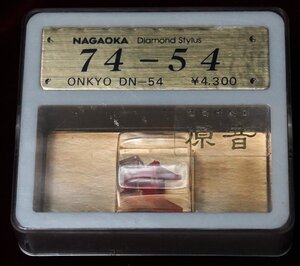 NAGAOKA Diamond Stylus
74-54
ONKYO DN-54 ¥4,300
原音